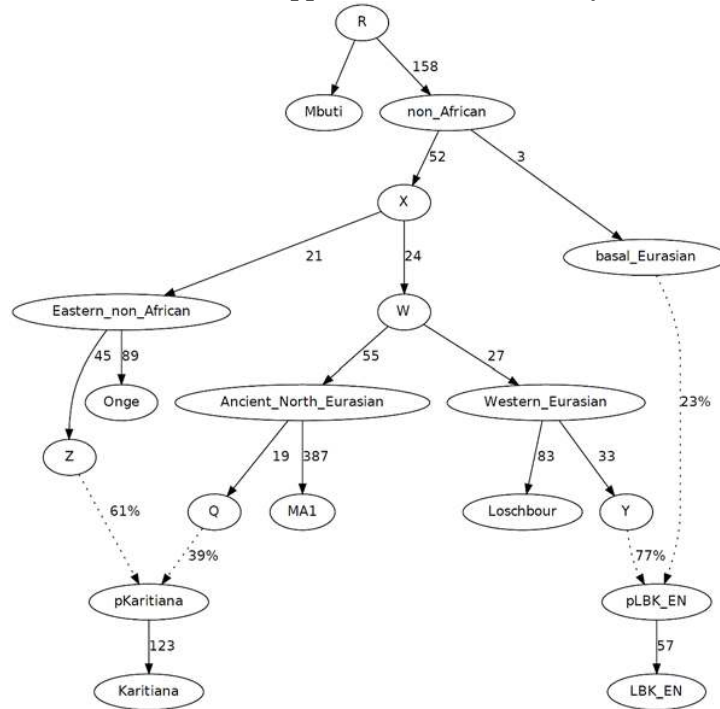 R
158
Mbuti
non_African
52
3
X
21
24
basal_Eurasian
Eastern_non_African
W
45
89
55
27
Onge
Ancient_North_Eurasian
Western_Eurasian
23%
Z
19
387
83
33
61%
Q
MA1
Loschbour
Y
39%
77%
pKaritiana
pLBK_EN
123
57
Karitiana
LBK_EN